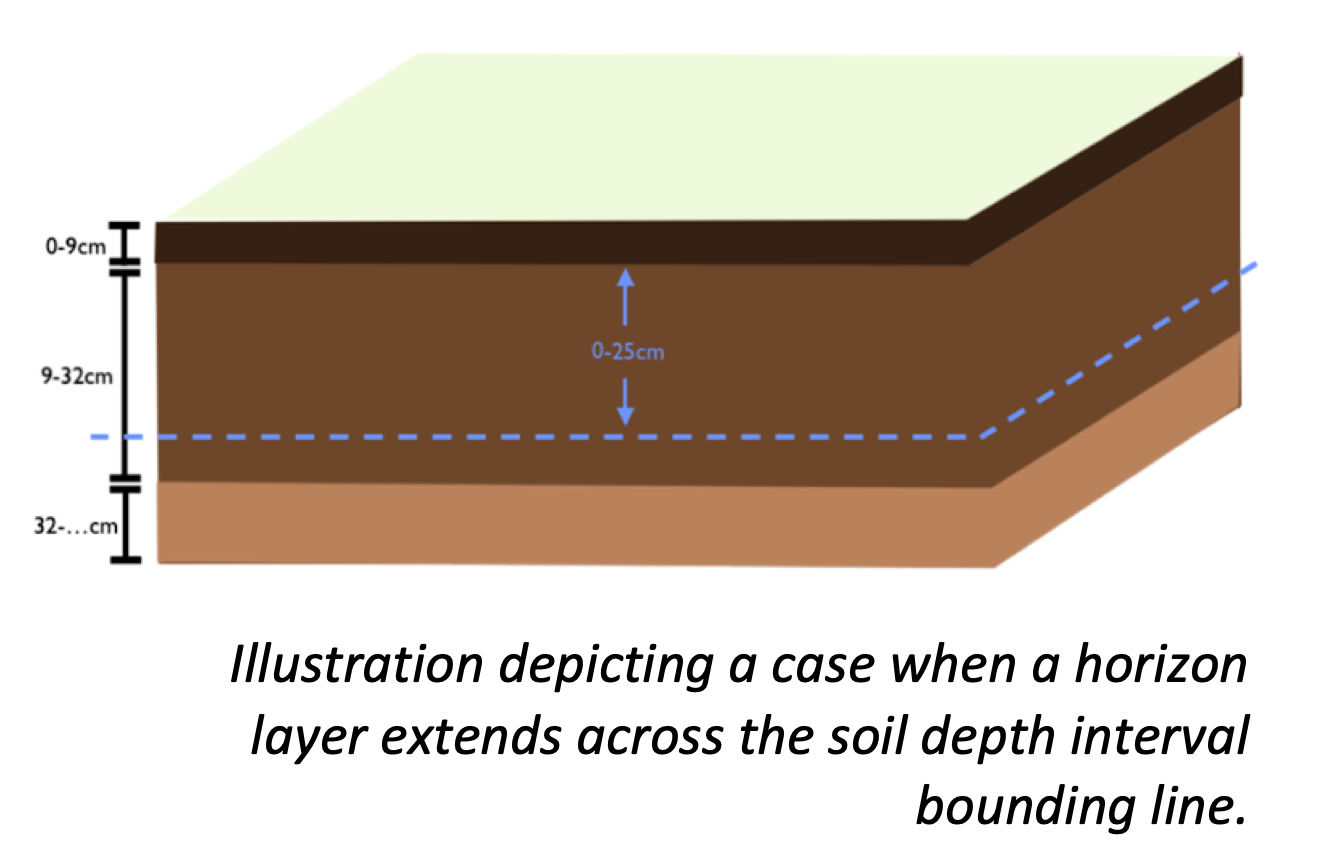 0-9cm
0-25cm
9-32cm
32-...cm
Illustration depicting a case when a horizon
layer extends across the soil depth interval
bounding line.